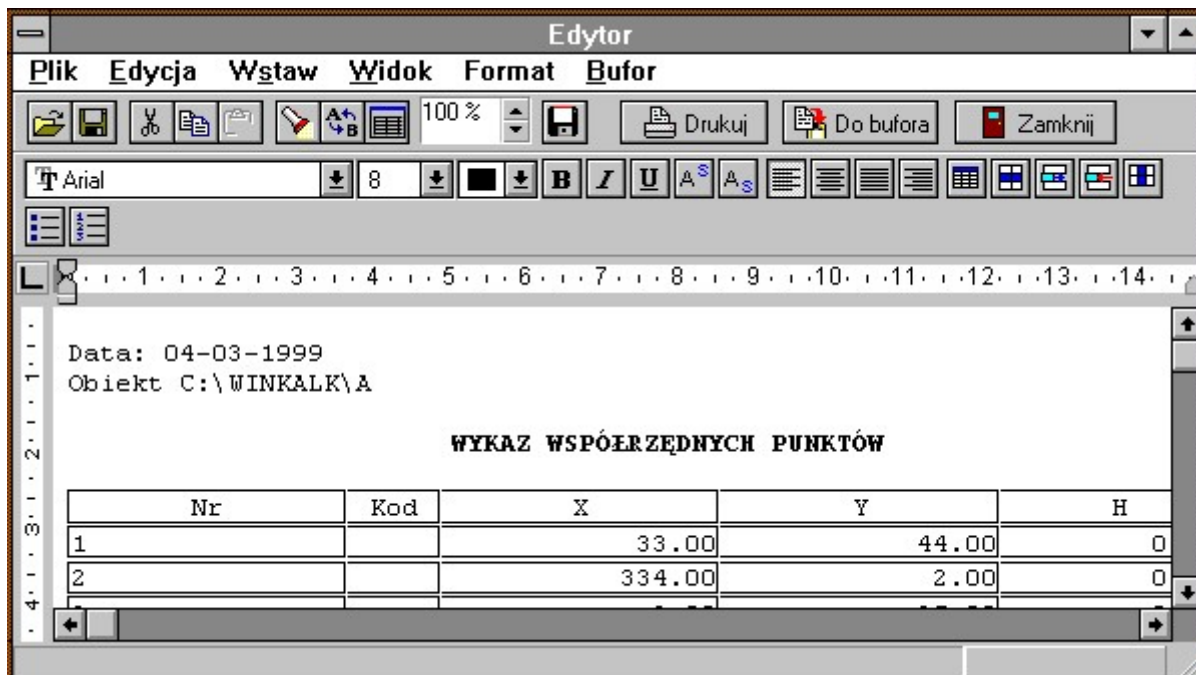 Edytor
Plik Edycja Wstaw Widok Format Bufor
100 % Drukuj Do bufora Zamknij
Arial 8 B I U
1 2 3 4 5 6 7 8 9 10 11 12 13 14
Data: 04-03-1999
Obiekt C:\WINKALK\A
WYKAZ WSPÓŁRZĘDNYCH PUNKTÓW
Nr Kod X Y H
1 33.00 44.00 0
2 334.00 2.00 0